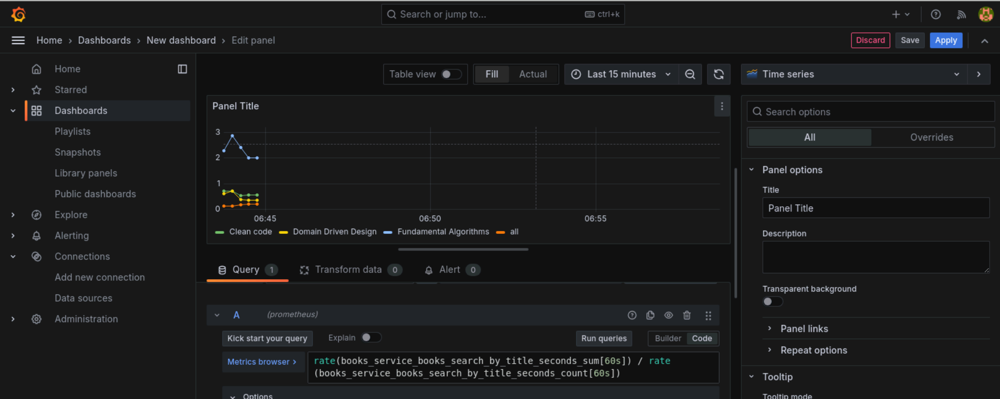 Search or jump to... ctrl+k
Home › Dashboards › New dashboard › Edit panel
Discard Save Apply
Home
Starred
Dashboards
Playlists
Snapshots
Library panels
Public dashboards
Explore
Alerting
Connections
Add new connection
Data sources
Administration
Table view Fill Actual Last 15 minutes
Panel Title
3
2
1
0
06:45 06:50 06:55
Clean code Domain Driven Design Fundamental Algorithms all
Query 1 Transform data 0 Alert 0
A (prometheus)
Kick start your query Explain Run queries Builder Code
Metrics browser ›
rate(books_service_books_search_by_title_seconds_sum[60s]) / rate
(books_service_books_search_by_title_seconds_count[60s])
Options
Time series
Search options
All Overrides
Panel options
Title
Panel Title
Description
Transparent background
Panel links
Repeat options
Tooltip
Tooltip mode